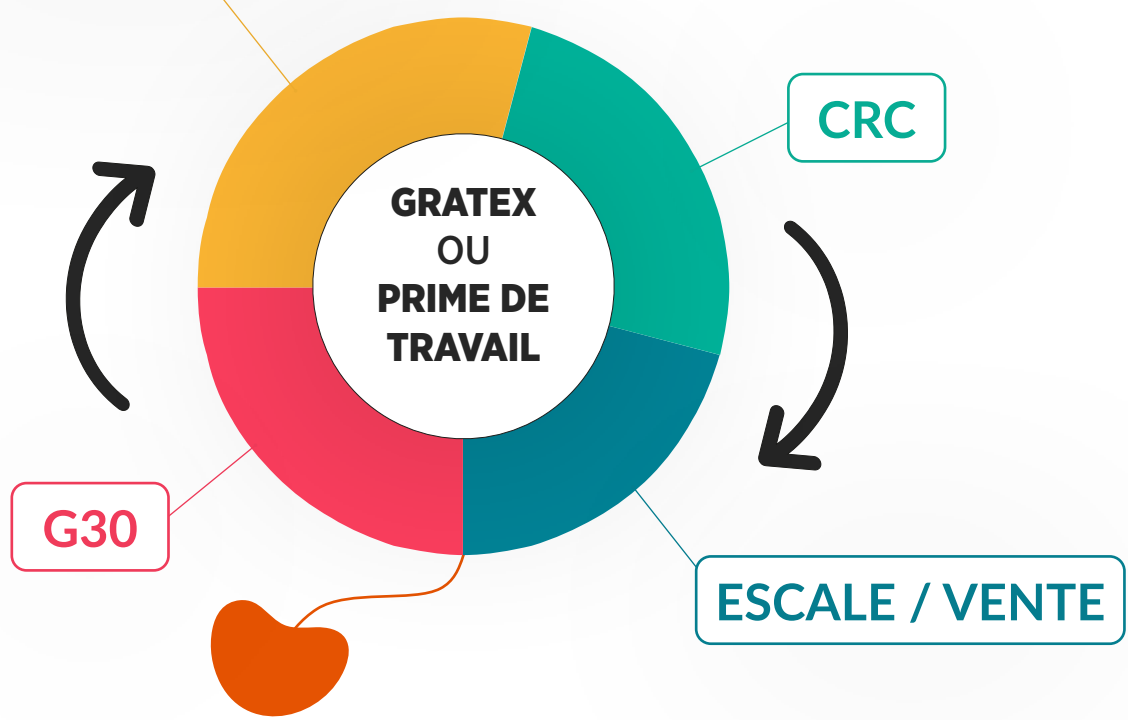 CRC
GRATEX
OU
PRIME DE
TRAVAIL
G30
ESCALE / VENTE